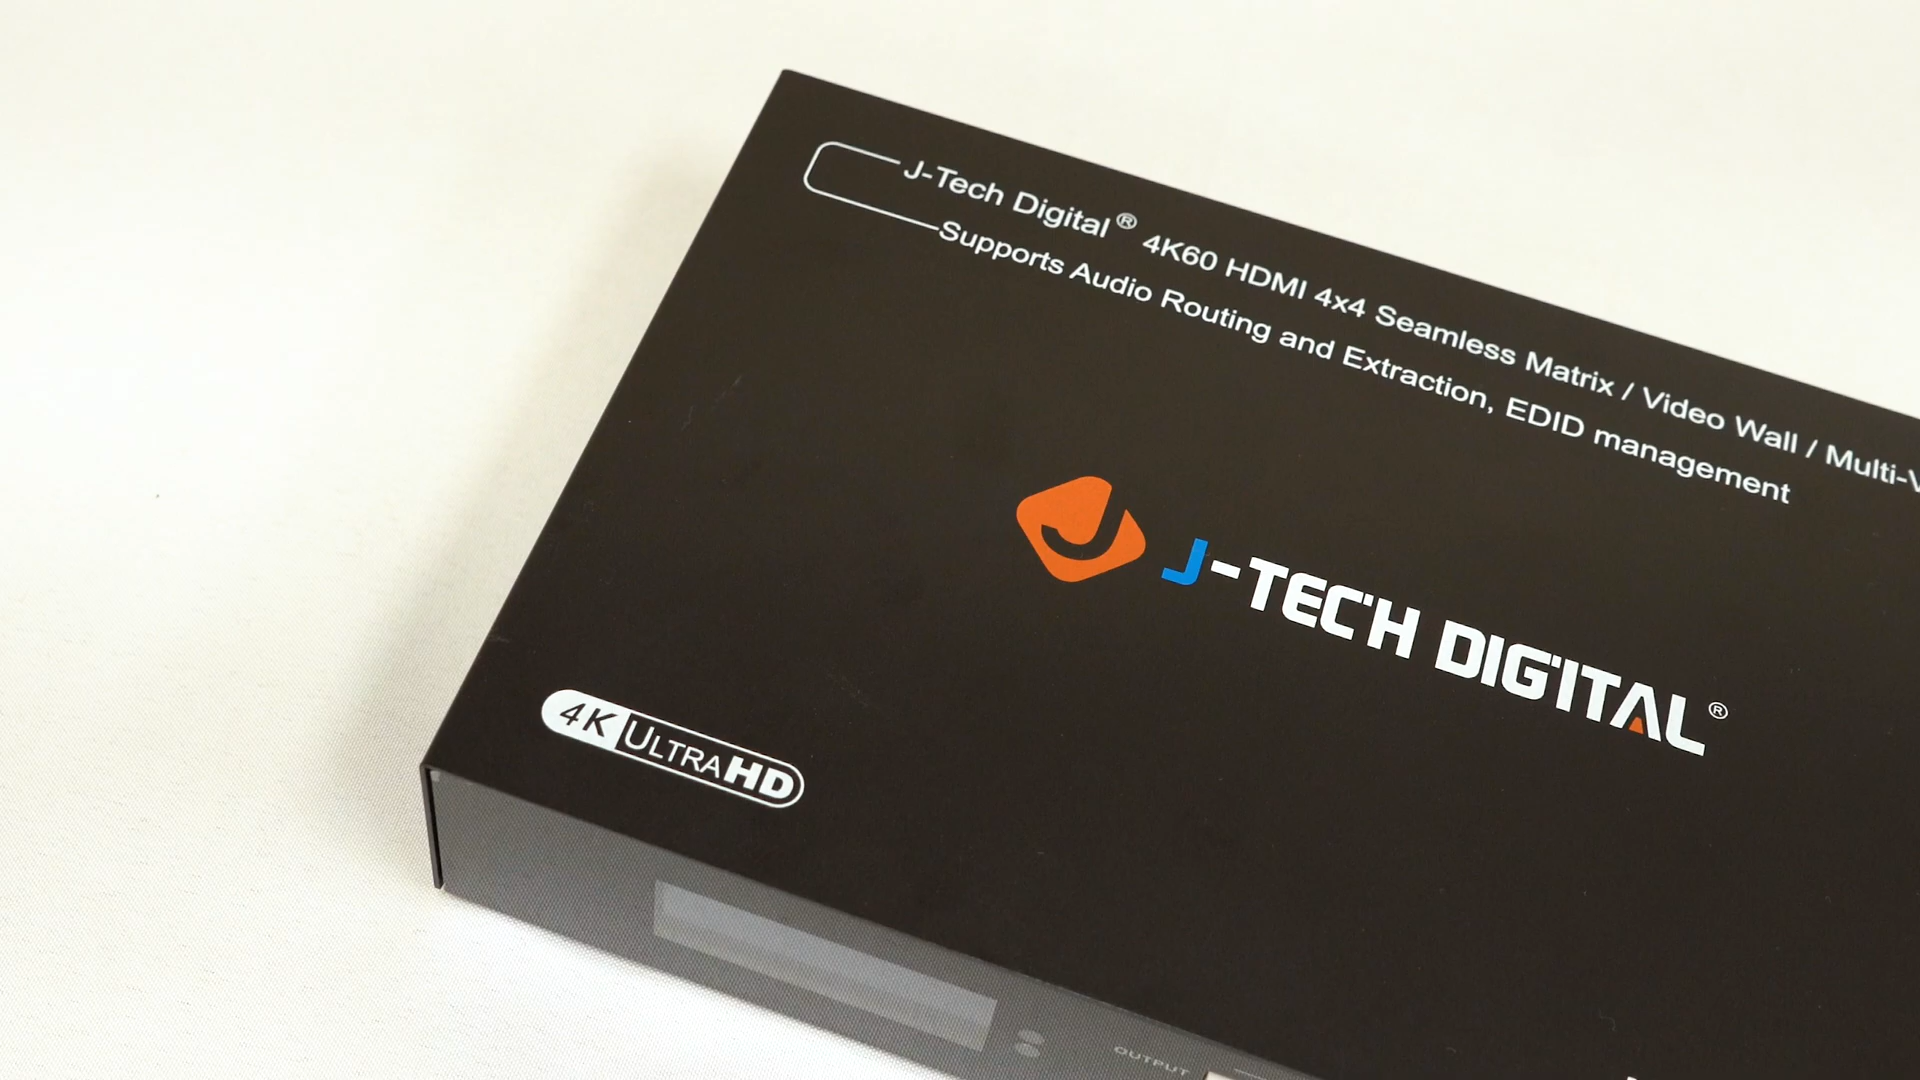 J-Tech Digital® 4K60 HDMI 4x4 Seamless Matrix / Video Wall / Multi-V
Supports Audio Routing and Extraction, EDID management
J-TECH DIGITAL®
4K ULTRA HD
OUTPUT